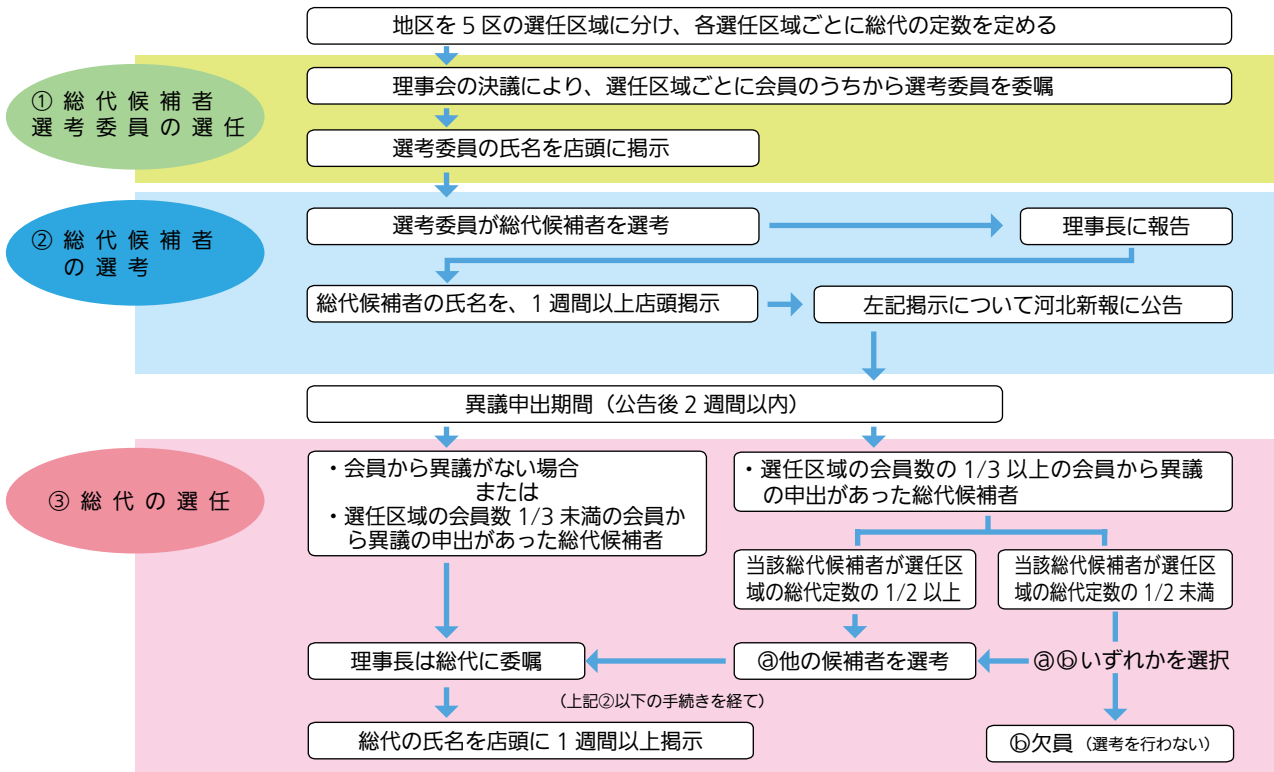 地区を5区の選任区域に分け、各選任区域ごとに総代の定数を定める
①総代候補者
選考委員の選任
理事会の決議により、選任区域ごとに会員のうちから選考委員を委嘱
選考委員の氏名を店頭に掲示
②総代候補者
の選考
選考委員が総代候補者を選考
理事長に報告
総代候補者の氏名を、1週間以上店頭掲示
左記掲示について河北新報に公告
異議申出期間（公告後2週間以内）
③総代の選任
・会員から異議がない場合
または
・選任区域の会員数1/3未満の会員か
ら異議の申出があった総代候補者
・選任区域の会員数の1/3以上の会員から異議
の申出があった総代候補者
当該総代候補者が選任区
域の総代定数の1/2以上
当該総代候補者が選任区
域の総代定数の1/2未満
理事長は総代に委嘱
ⓐ他の候補者を選考
ⓐⓑいずれかを選択
（上記②以下の手続きを経て）
総代の氏名を店頭に1週間以上掲示
ⓑ欠員（選考を行わない）